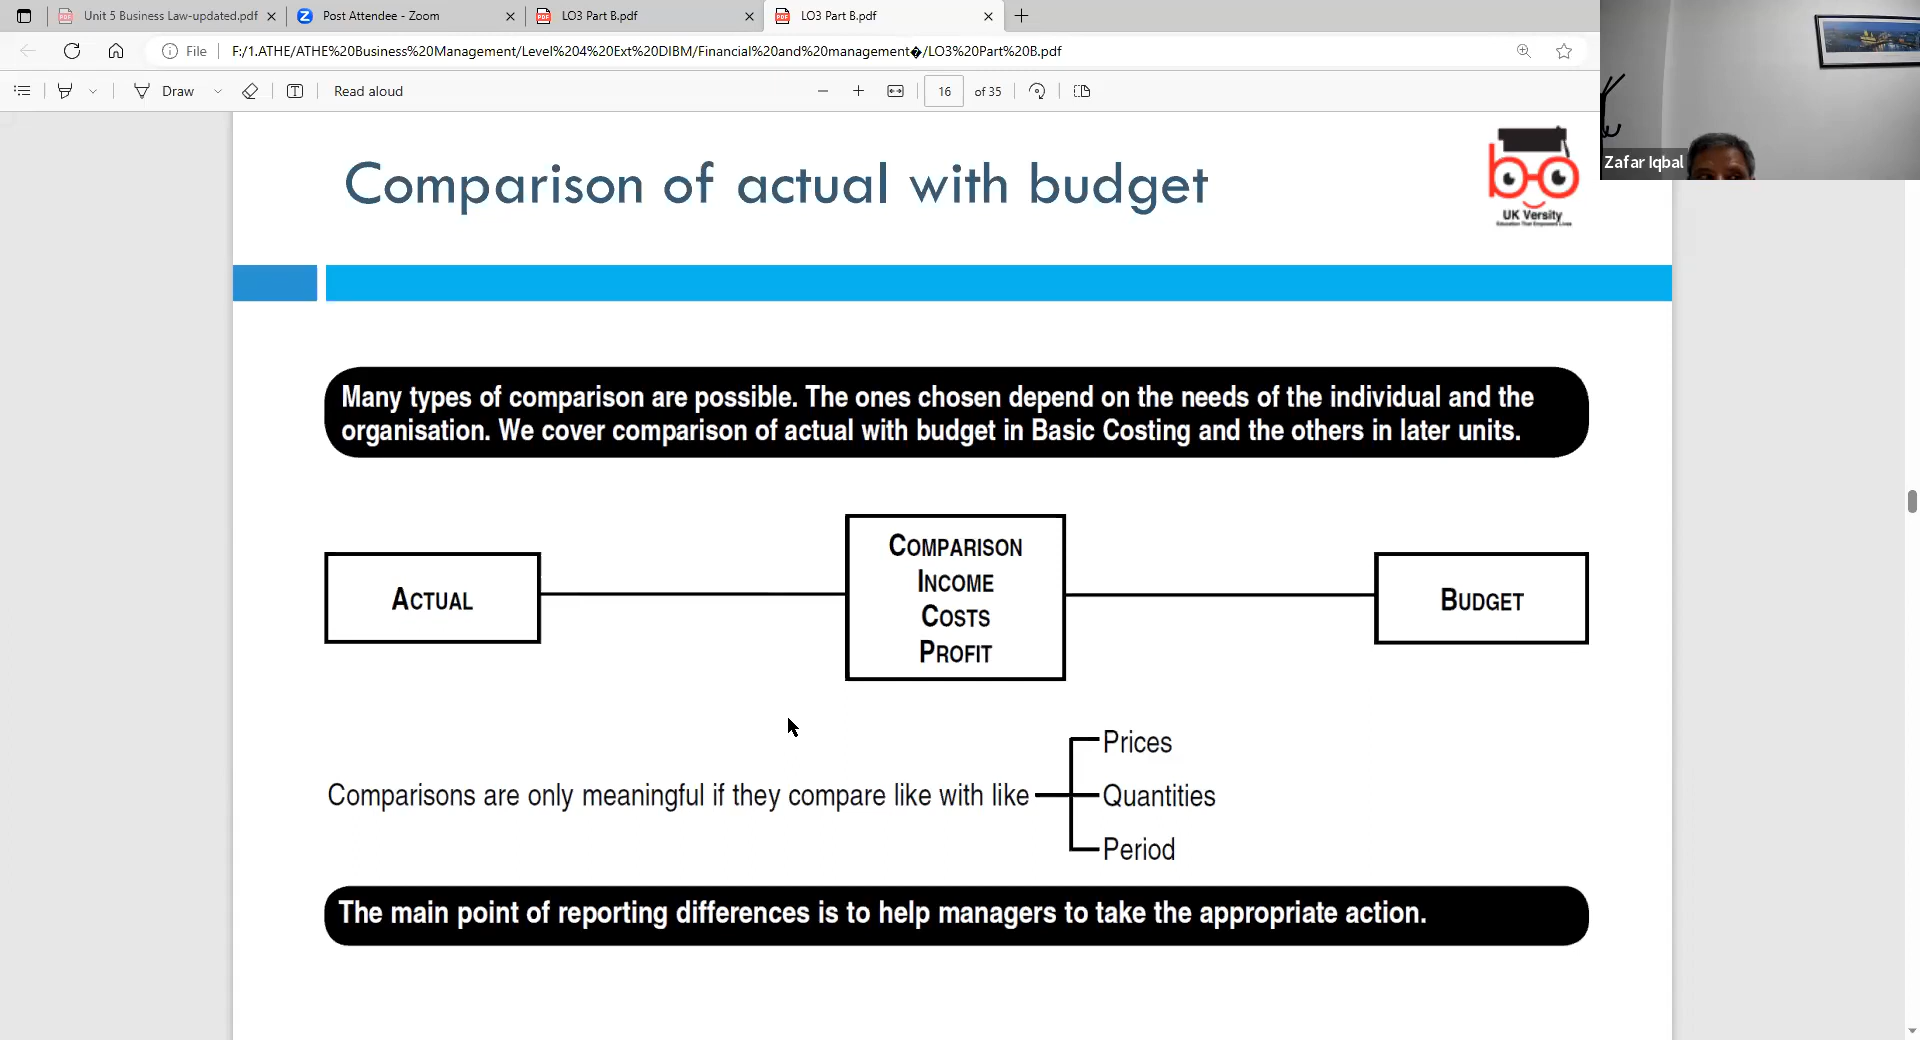 Unit 5 Business Law-updated.pdf
Post Attendee - Zoom
LO3 Part B.pdf
LO3 Part B.pdf
File
F:/1.ATHE/ATHE%20Business%20Management/Level%204%20Ext%20DIBM/Financial%20and%20management�/LO3%20Part%20B.pdf
Draw
Read aloud
16 of 35
Zafar Iqbal
Comparison of actual with budget
UK Versity
Education That Empowers Lives
Many types of comparison are possible. The ones chosen depend on the needs of the individual and the
organisation. We cover comparison of actual with budget in Basic Costing and the others in later units.
ACTUAL
COMPARISON
INCOME
COSTS
PROFIT
BUDGET
Comparisons are only meaningful if they compare like with like
Prices
Quantities
Period
The main point of reporting differences is to help managers to take the appropriate action.